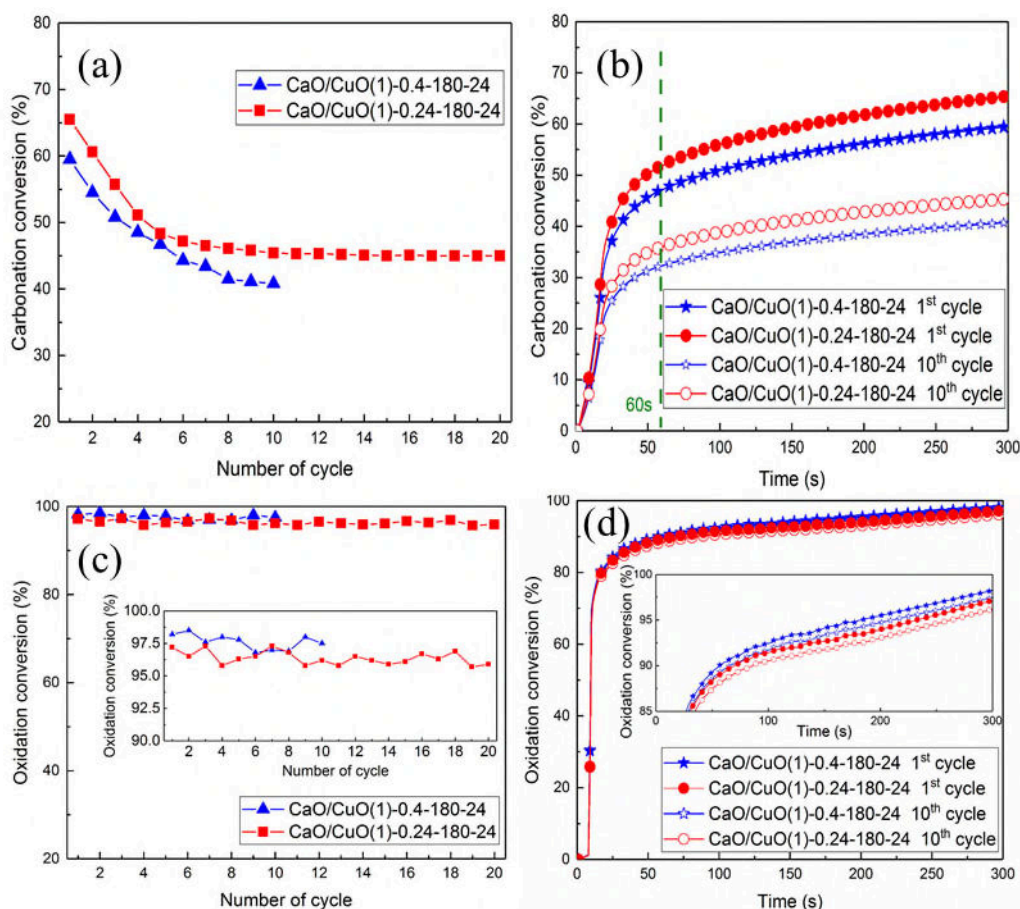 (a)
CaO/CuO(1)-0.4-180-24
CaO/CuO(1)-0.24-180-24
Carbonation conversion (%)
80
70
60
50
40
30
20
2 4 6 8 10 12 14 16 18 20
Number of cycle
(b)
60s
CaO/CuO(1)-0.4-180-24 1st cycle
CaO/CuO(1)-0.24-180-24 1st cycle
CaO/CuO(1)-0.4-180-24 10th cycle
CaO/CuO(1)-0.24-180-24 10th cycle
Carbonation conversion (%)
80
70
60
50
40
30
20
10
0
0 50 100 150 200 250 300
Time (s)
(c)
Oxidation conversion (%)
100
80
60
40
20
2 4 6 8 10 12 14 16 18 20
Number of cycle
Oxidation conversion (%)
100.0
97.5
95.0
92.5
90.0
0 2 4 6 8 10 12 14 16 18 20
Number of cycle
CaO/CuO(1)-0.4-180-24
CaO/CuO(1)-0.24-180-24
(d)
Oxidation conversion (%)
100
90
80
70
60
50
40
30
20
10
0
0 50 100 150 200 250 300
Time (s)
Oxidation conversion (%)
100
95
90
85
0 100 200 300
Time (s)
CaO/CuO(1)-0.4-180-24 1st cycle
CaO/CuO(1)-0.24-180-24 1st cycle
CaO/CuO(1)-0.4-180-24 10th cycle
CaO/CuO(1)-0.24-180-24 10th cycle